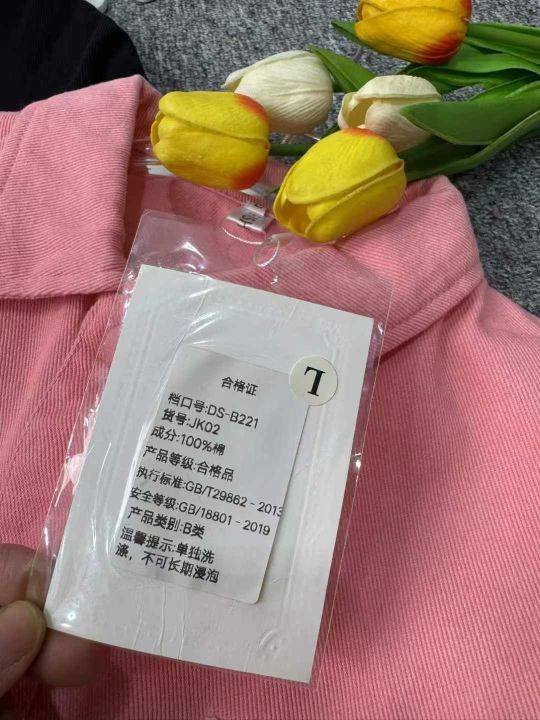 合格证
L
档口号:DS-B221
货号:JK02
成分:100%棉
产品等级:合格品
执行标准:GB/T29862-2013
安全等级:GB/18801-2019
产品类别:B类
温馨提示:单独洗
涤，不可长期浸泡